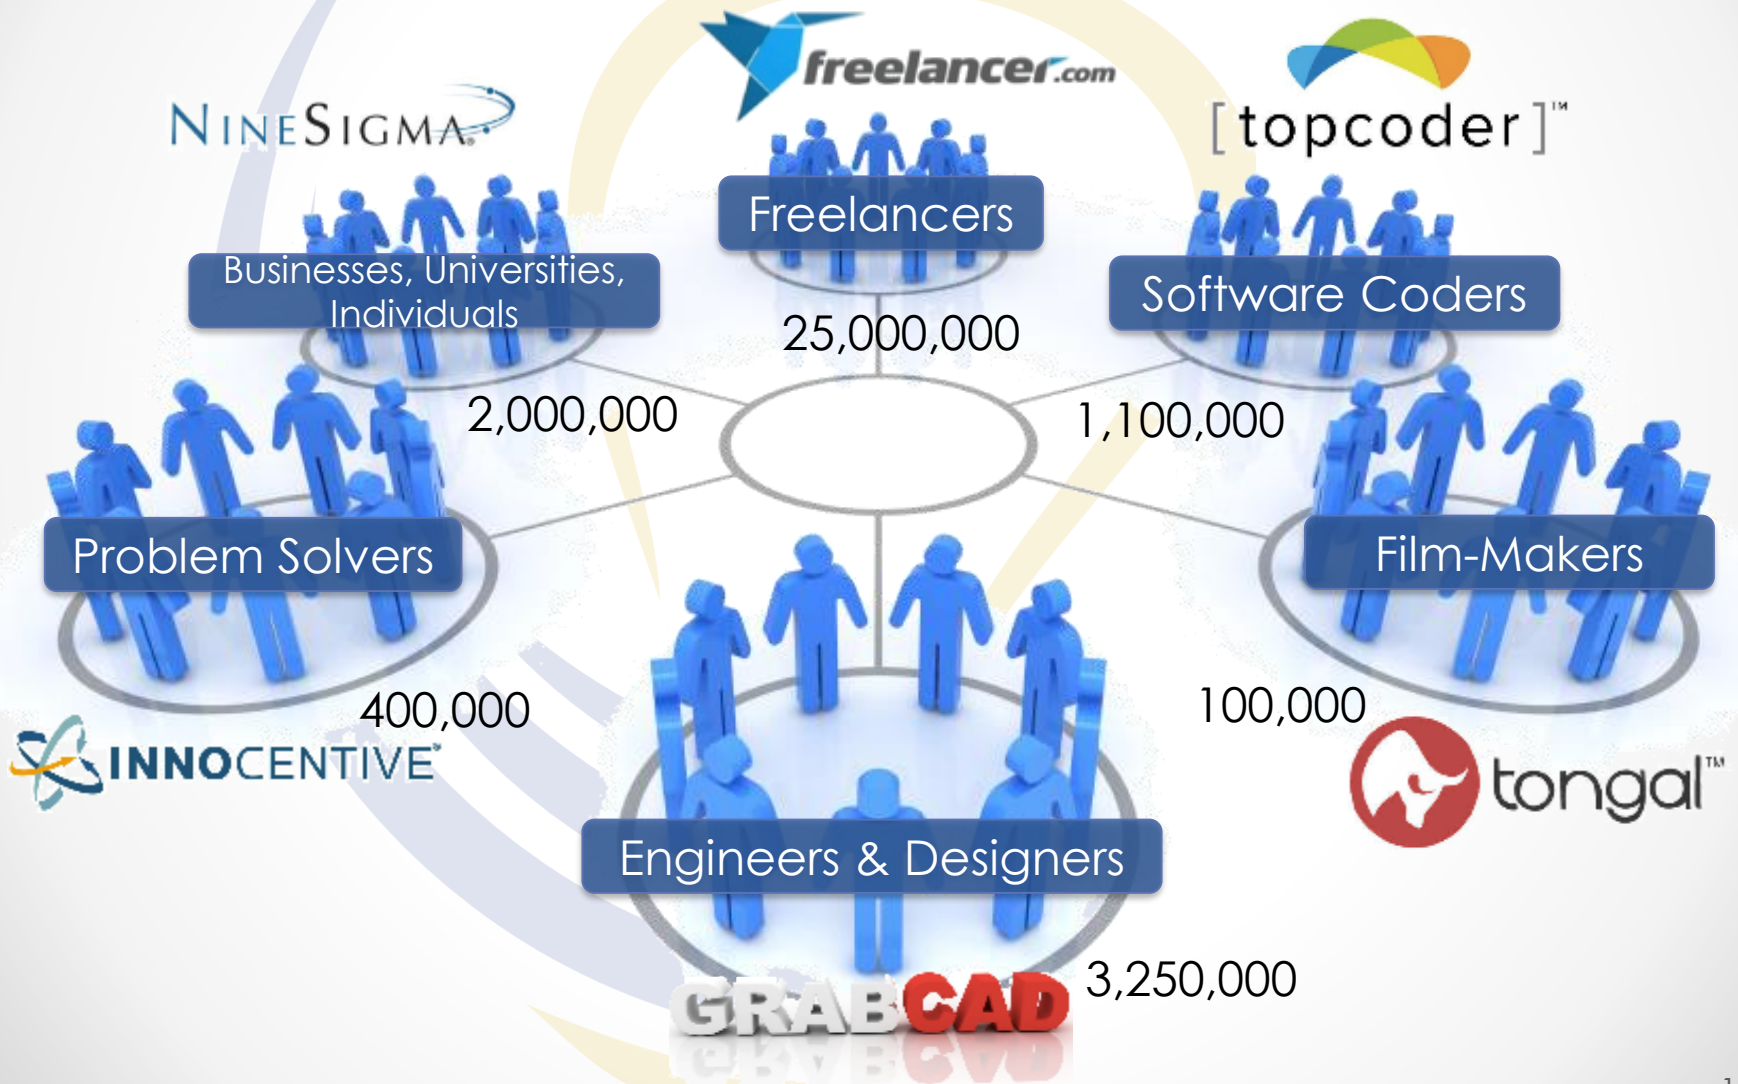 freelancer.com
NINESIGMA®
[topcoder]™
Freelancers
Businesses, Universities,
Individuals
Software Coders
25,000,000
2,000,000
1,100,000
Problem Solvers
Film-Makers
400,000
100,000
INNOCENTIVE
tongal™
Engineers & Designers
3,250,000
GRABCAD
1